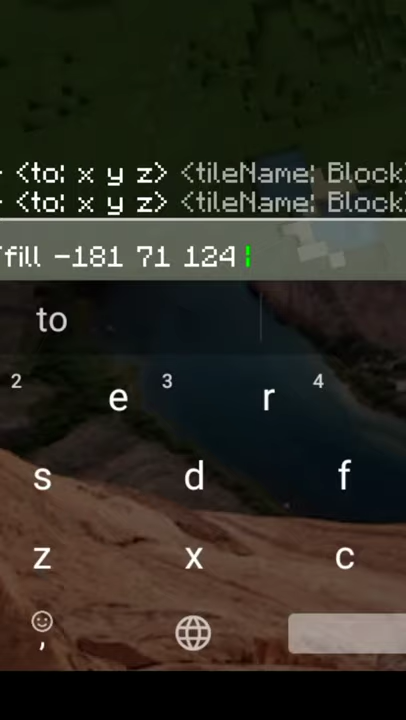 <to: x y z> <tileName: Block
<to: x y z> <tileName: Block
fill -181 71 124
to
2 3 4
e r
s d f
z x c
,